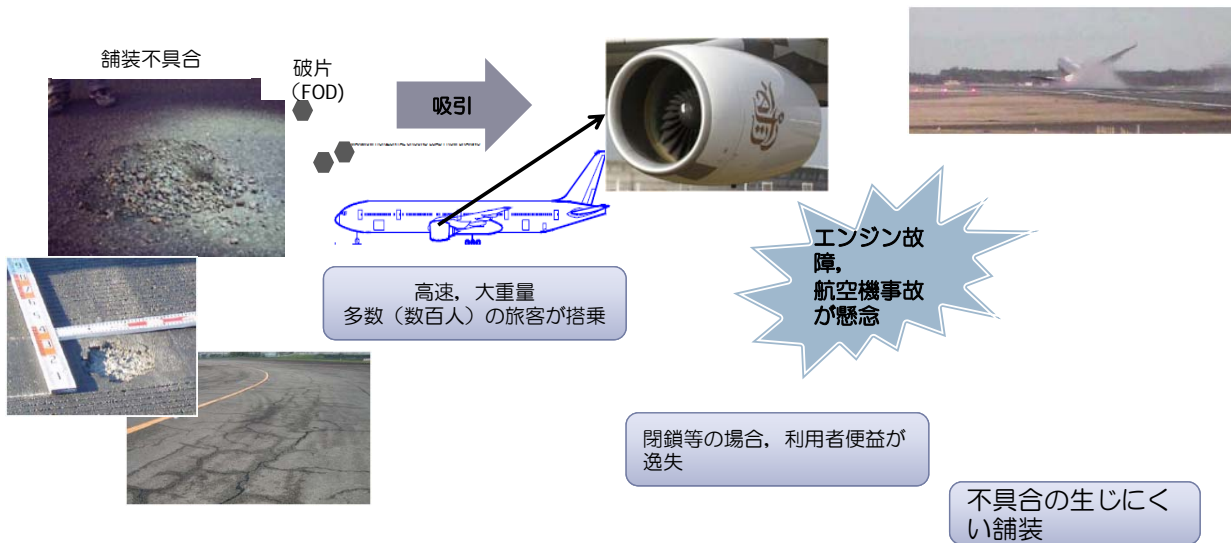 舗装不具合
破片
（FOD)
吸引
高速，大重量
多数（数百人）の旅客が搭乗
エンジン故
障，
航空機事故
が懸念
閉鎖等の場合，利用者便益が
逸失
不具合の生じにく
い舗装